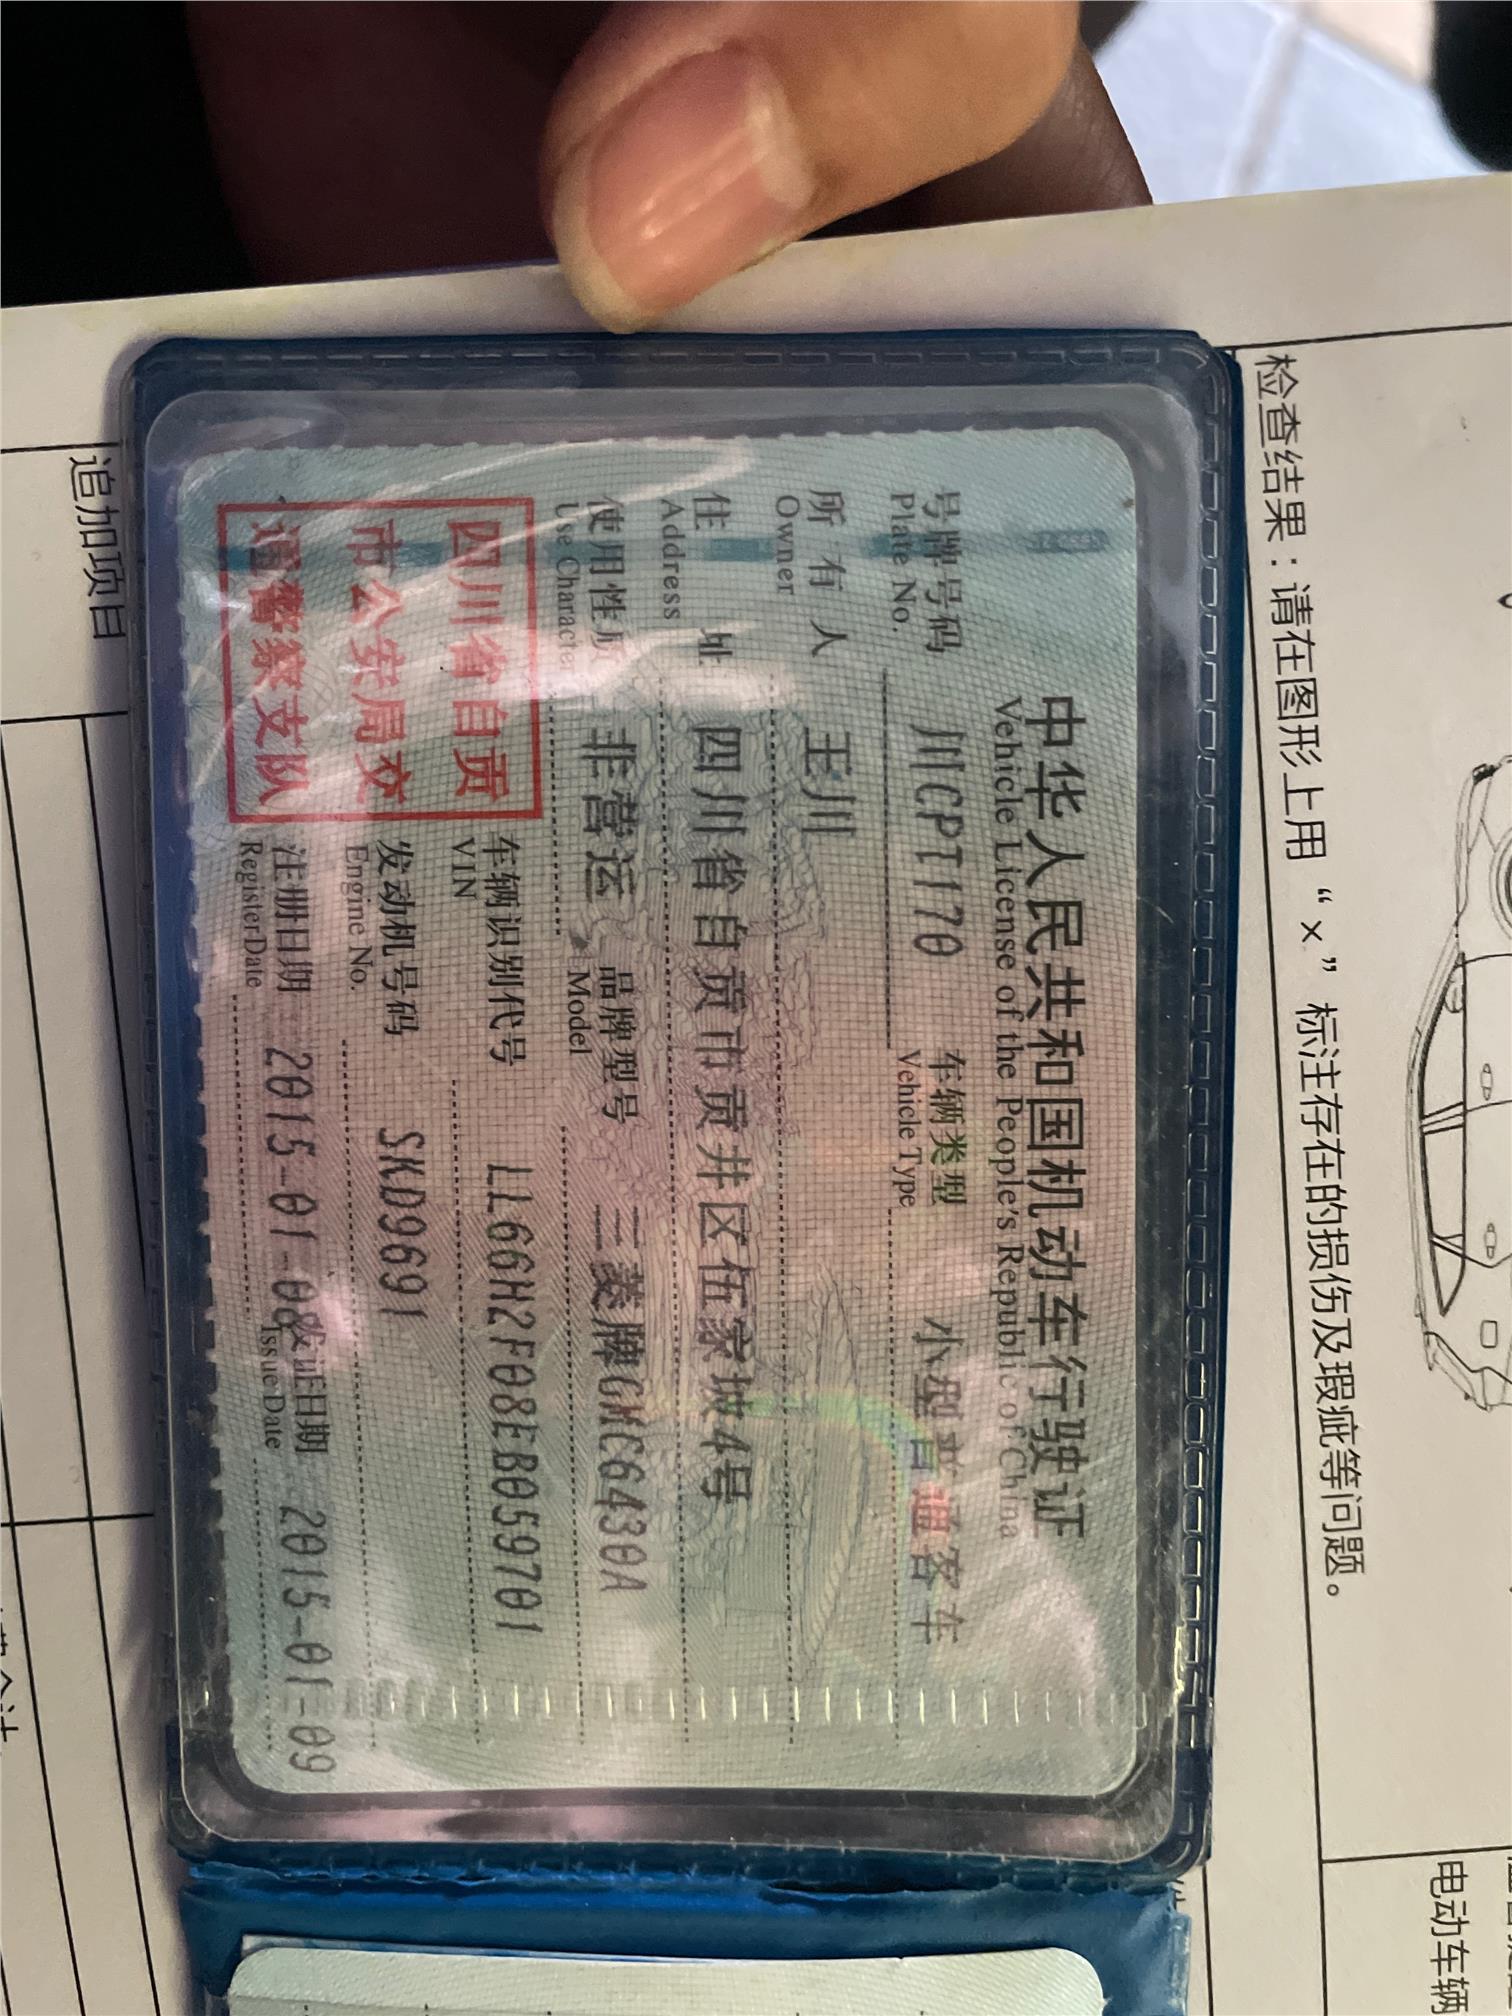 中华人民共和国机动车行驶证
Vehicle License of the People's Republic of China
号牌号码 川CPT170 车辆类型 小型普通客车
Plate No. Vehicle Type
所有人 王川
Owner
住址 四川省自贡市贡井区伍家坡4号
Address
使用性质 非营运 品牌型号 三菱牌GMC6430A
Use Character Model
四川省自贡
市公安局交
通警察支队
车辆识别代号 LL66H2F08EB059701
VIN
发动机号码 SKD9691
Engine No.
注册日期 2015-01-08 发证日期 2015-01-09
Register Date Issue Date
检查结果：请在图形上用“×”标注存在的损伤及瑕疵等问题。
追加项目
电动车辆